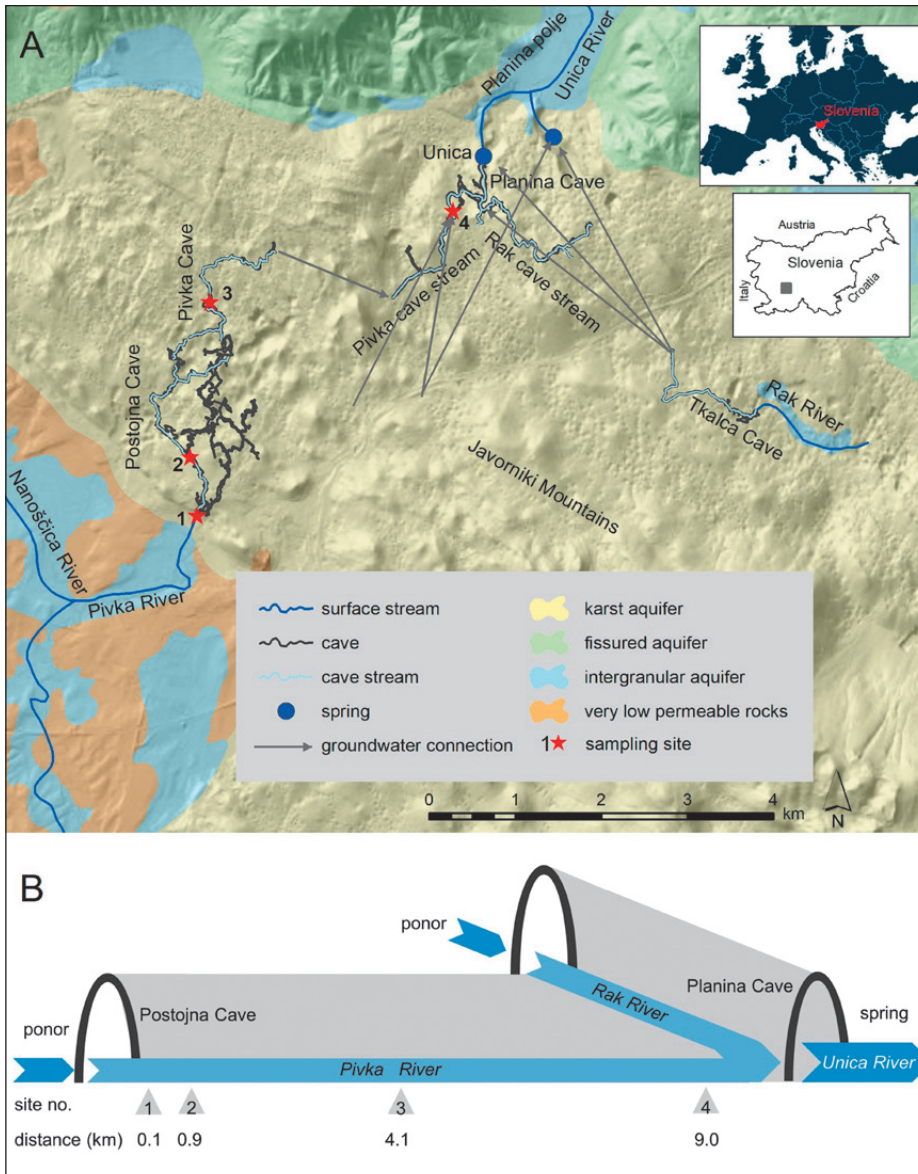 A
Planina polje
Unica River
Slovenia
Unica
Planina Cave
Austria
Slovenia
Italy
Croatia
4
Rak cave stream
Pivka Cave
3
Pivka cave stream
Postojna Cave
Rak River
Tkalca Cave
2
Javorniki Mountains
Nanoščica River
1
Pivka River
surface stream
cave
cave stream
spring
groundwater connection
karst aquifer
fissured aquifer
intergranular aquifer
very low permeable rocks
1 sampling site
0 1 2 3 4
km
N
B
ponor
Postojna Cave
Rak River
Planina Cave
ponor
spring
Pivka River
Unica River
site no. 1 2 3 4
distance (km) 0.1 0.9 4.1 9.0